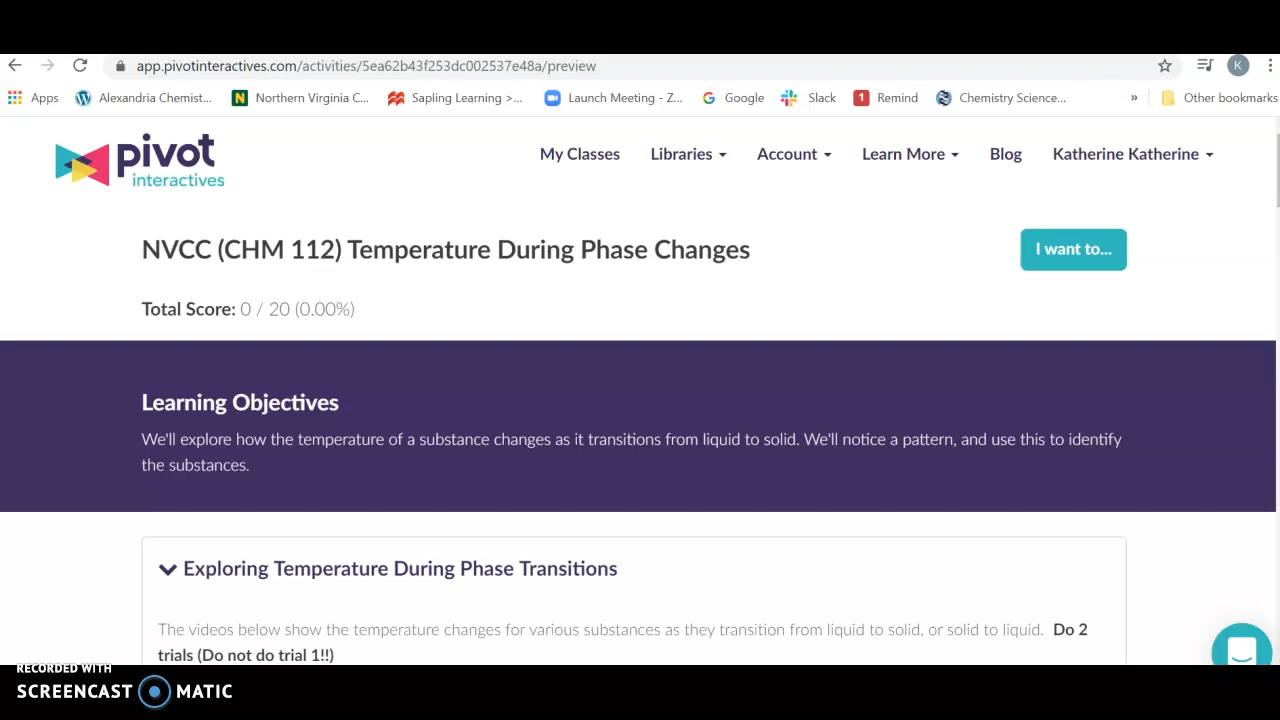 app.pivotinteractives.com/activities/5ea62b43f253dc002537e48a/preview
K
Apps Alexandria Chemist... N Northern Virginia C... Sapling Learning >... Launch Meeting - Z... Google Slack 1 Remind Chemistry Science... » Other bookmarks
pivot
interactives
My Classes Libraries Account Learn More Blog Katherine Katherine
NVCC (CHM 112) Temperature During Phase Changes
I want to...
Total Score: 0 / 20 (0.00%)
Learning Objectives
We'll explore how the temperature of a substance changes as it transitions from liquid to solid. We'll notice a pattern, and use this to identify
the substances.
Exploring Temperature During Phase Transitions
The videos below show the temperature changes for various substances as they transition from liquid to solid, or solid to liquid. Do 2
trials (Do not do trial 1!!)
RECORDED WITH
SCREENCAST MATIC